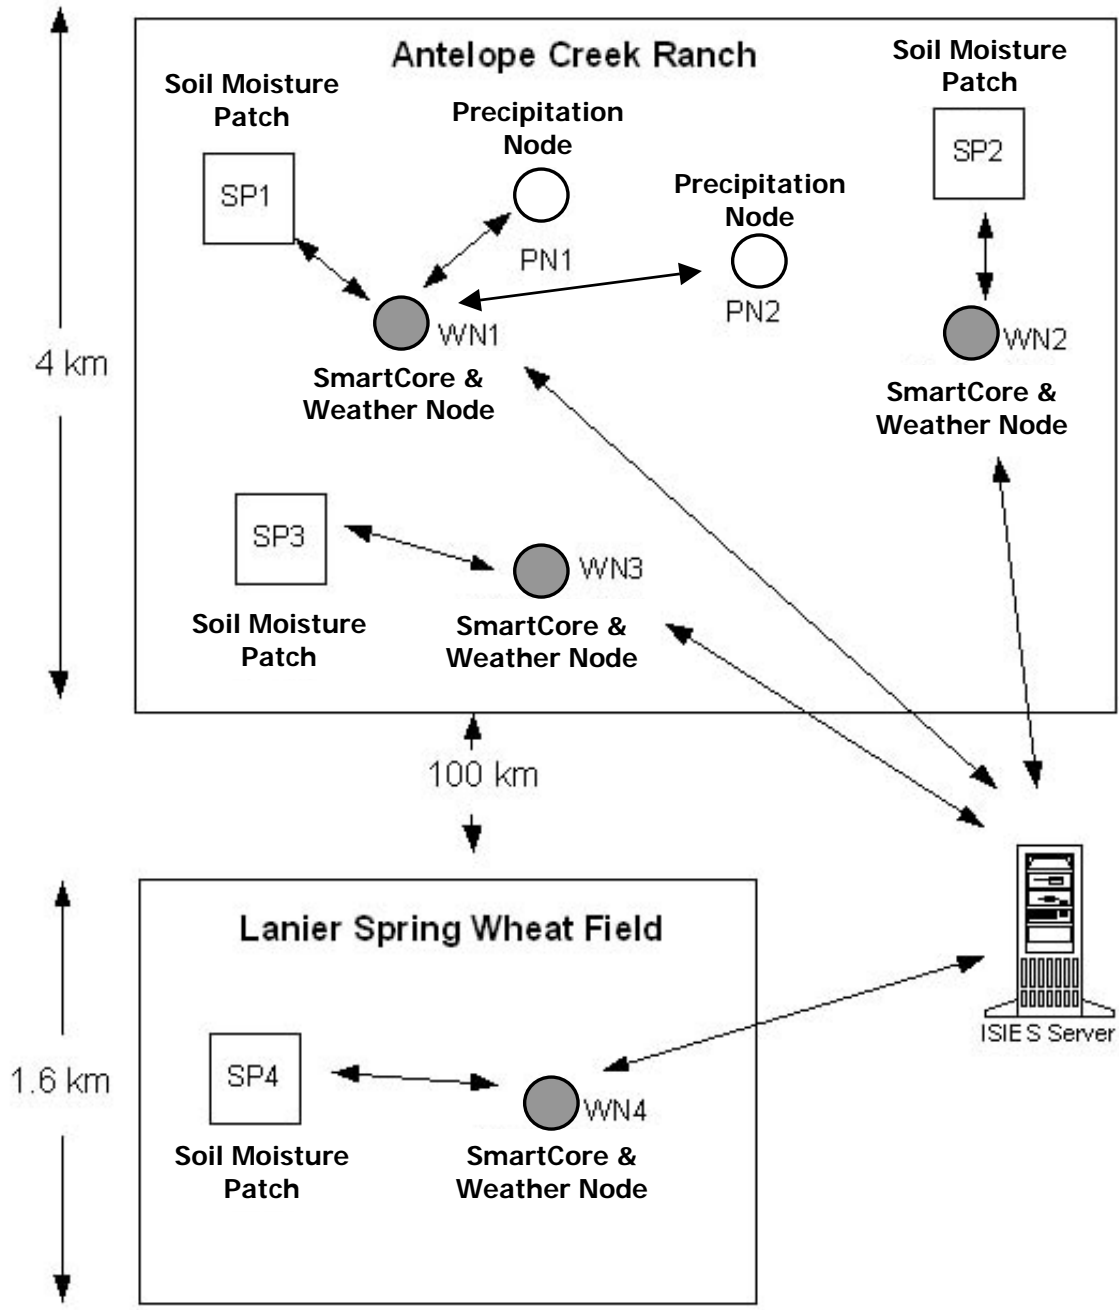 Antelope Creek Ranch
Soil Moisture
Patch
SP1
Precipitation
Node
PN1
Precipitation
Node
PN2
Soil Moisture
Patch
SP2
WN1
SmartCore &
Weather Node
WN2
SmartCore &
Weather Node
4 km
SP3
Soil Moisture
Patch
WN3
SmartCore &
Weather Node
100 km
Lanier Spring Wheat Field
ISIES Server
1.6 km
SP4
Soil Moisture
Patch
WN4
SmartCore &
Weather Node